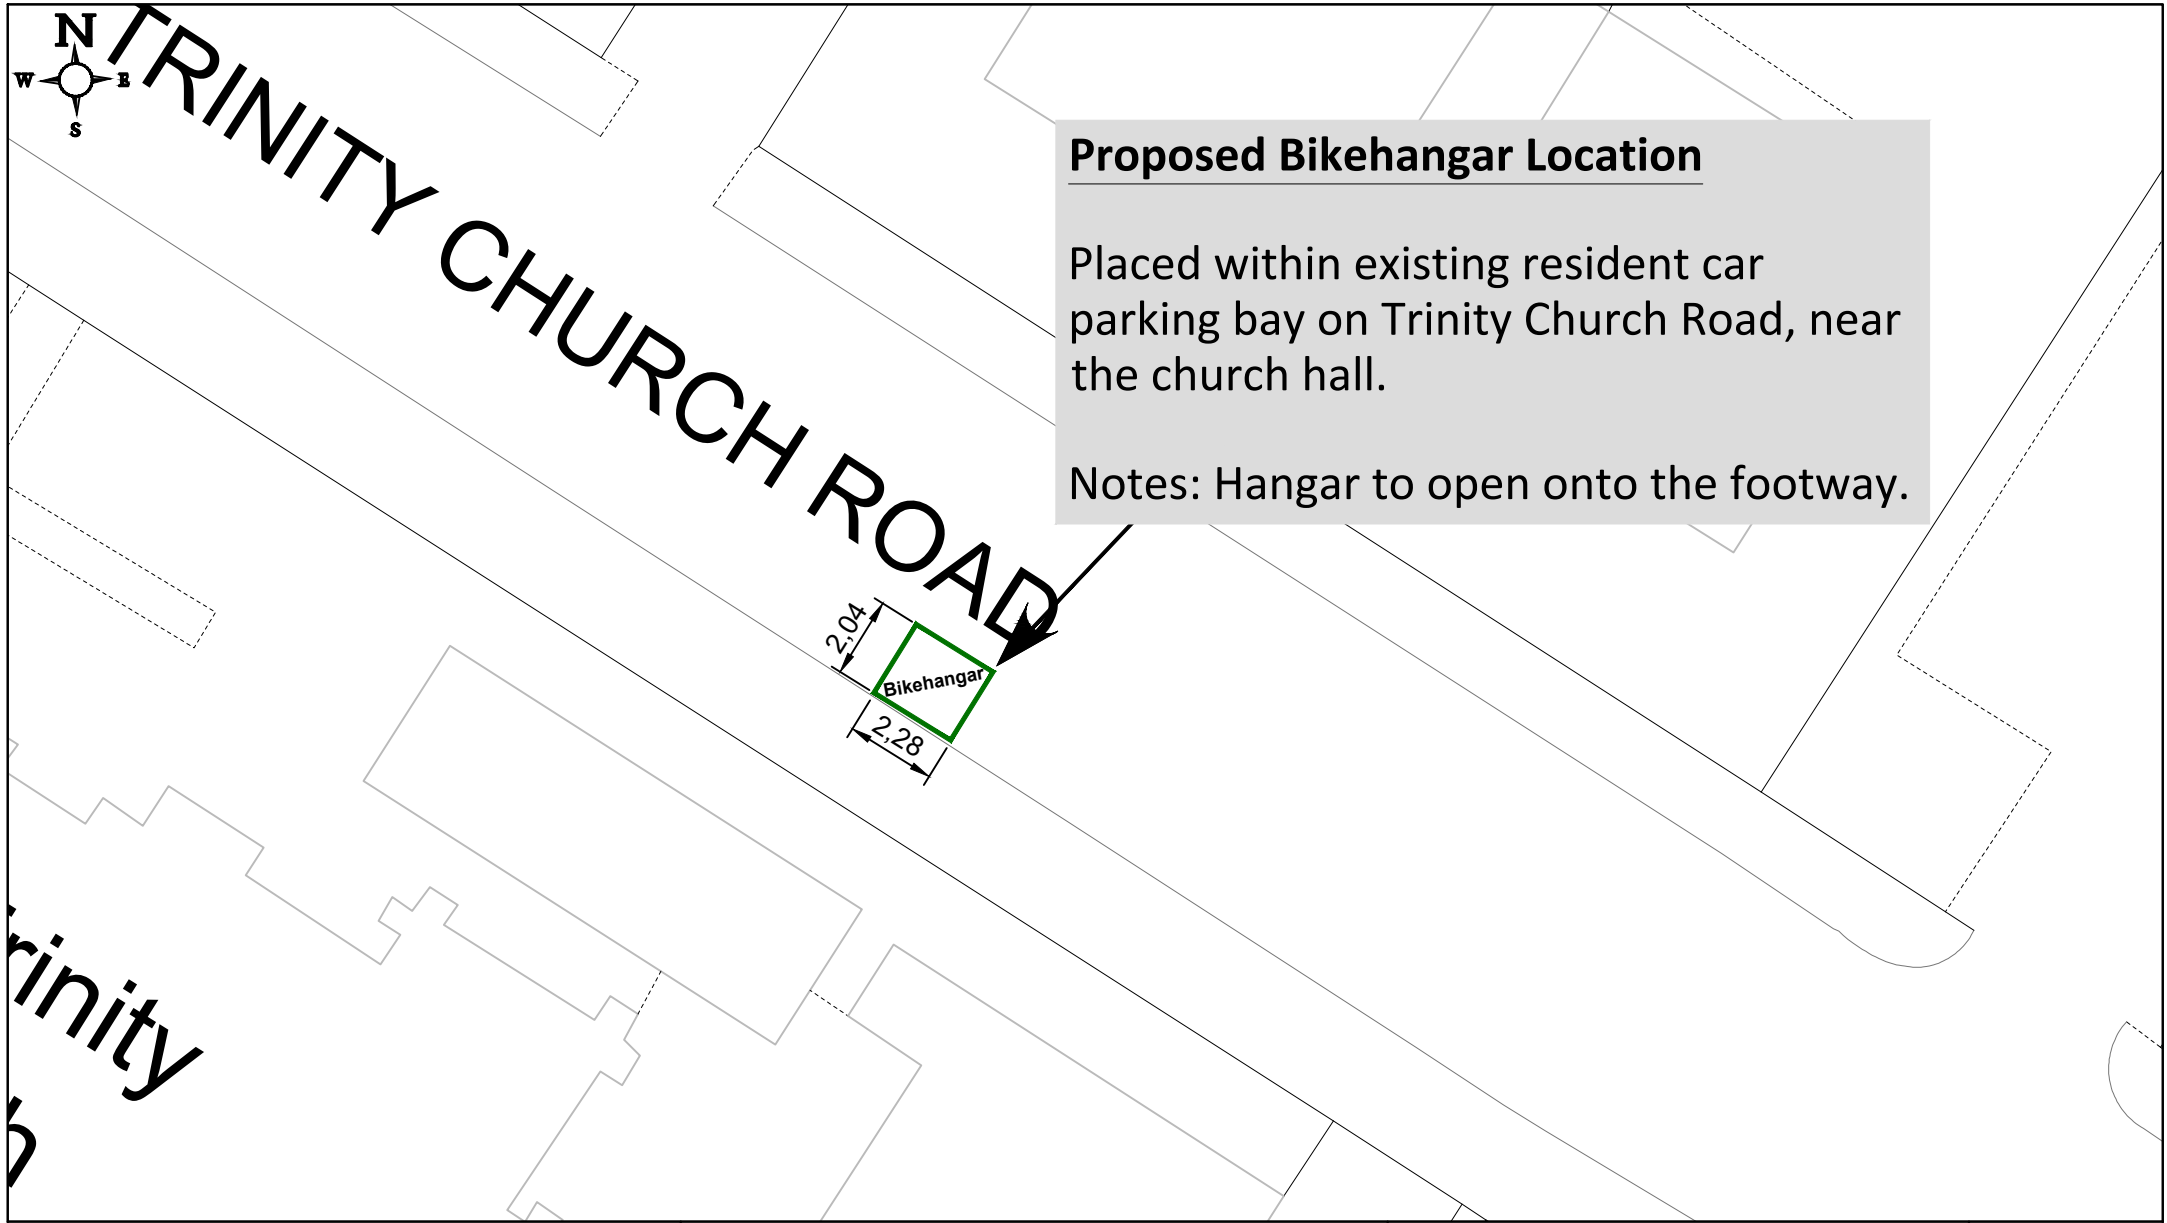 N
W E
S
TRINITY CHURCH ROAD
Proposed Bikehangar Location
Placed within existing resident car
parking bay on Trinity Church Road, near
the church hall.
Notes: Hangar to open onto the footway.
2,04
Bikehangar
2,28
rinity
h